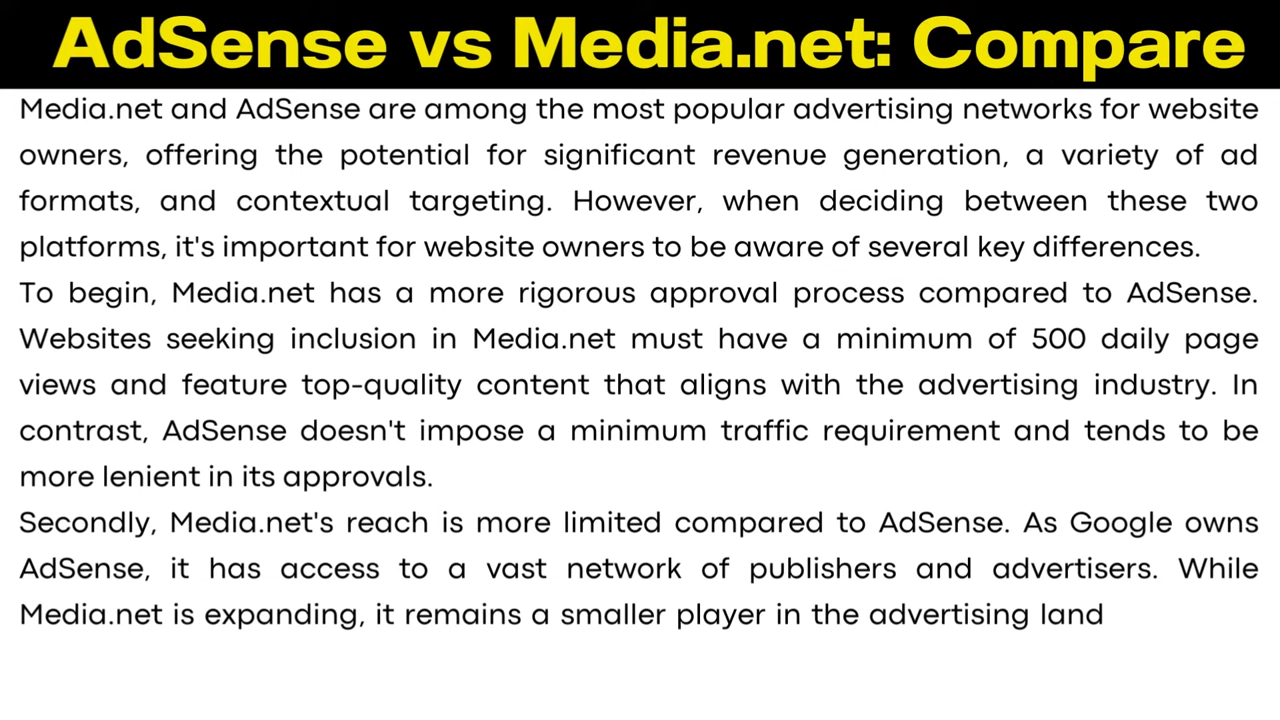 AdSense vs Media.net: Compare
Media.net and AdSense are among the most popular advertising networks for website
owners, offering the potential for significant revenue generation, a variety of ad
formats, and contextual targeting. However, when deciding between these two
platforms, it's important for website owners to be aware of several key differences.
To begin, Media.net has a more rigorous approval process compared to AdSense.
Websites seeking inclusion in Media.net must have a minimum of 500 daily page
views and feature top-quality content that aligns with the advertising industry. In
contrast, AdSense doesn't impose a minimum traffic requirement and tends to be
more lenient in its approvals.
Secondly, Media.net's reach is more limited compared to AdSense. As Google owns
AdSense, it has access to a vast network of publishers and advertisers. While
Media.net is expanding, it remains a smaller player in the advertising land